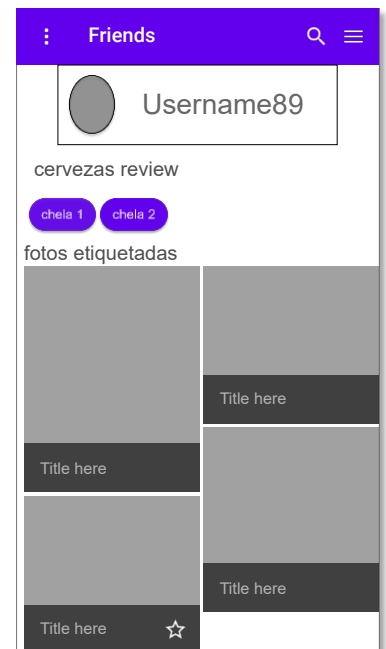 Friends
Username89
cervezas review
chela 1
chela 2
fotos etiquetadas
Title here
Title here
Title here
Title here